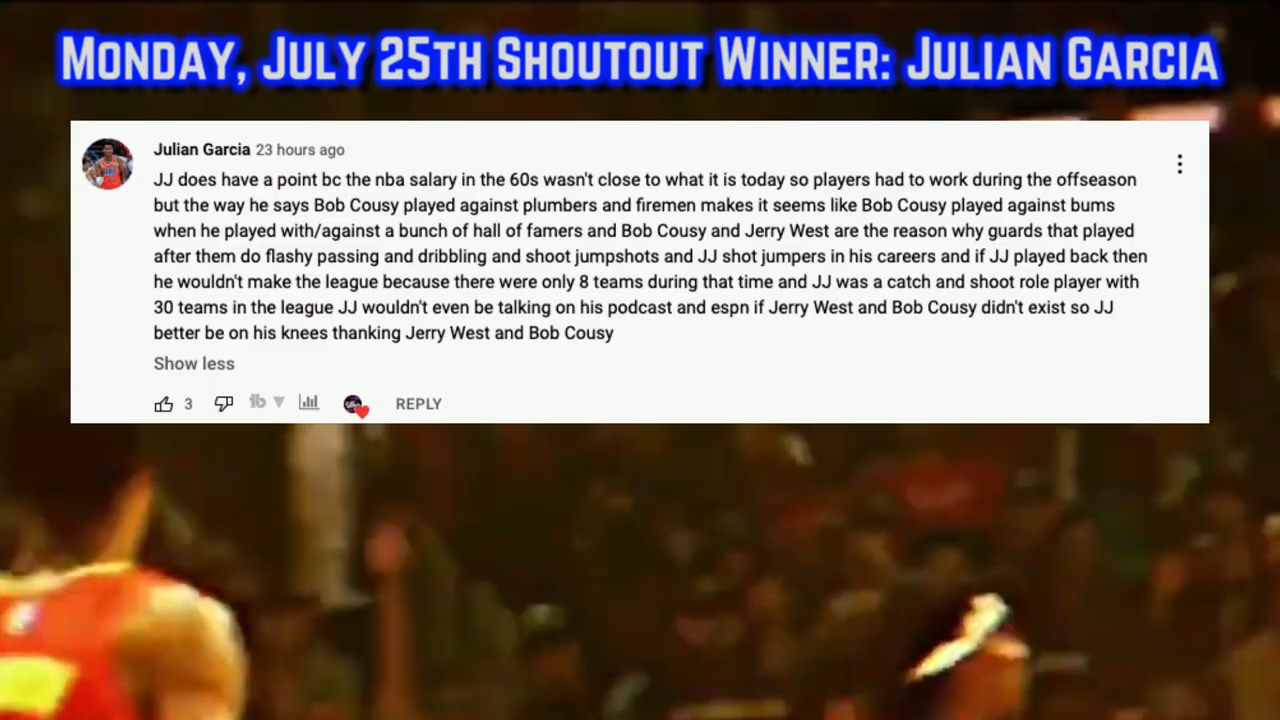 MONDAY, JULY 25TH SHOUTOUT WINNER: JULIAN GARCIA
Julian Garcia 23 hours ago
JJ does have a point bc the nba salary in the 60s wasn't close to what it is today so players had to work during the offseason
but the way he says Bob Cousy played against plumbers and firemen makes it seems like Bob Cousy played against bums
when he played with/against a bunch of hall of famers and Bob Cousy and Jerry West are the reason why guards that played
after them do flashy passing and dribbling and shoot jumpshots and JJ shot jumpers in his careers and if JJ played back then
he wouldn't make the league because there were only 8 teams during that time and JJ was a catch and shoot role player with
30 teams in the league JJ wouldn't even be talking on his podcast and espn if Jerry West and Bob Cousy didn't exist so JJ
better be on his knees thanking Jerry West and Bob Cousy
Show less
3 REPLY